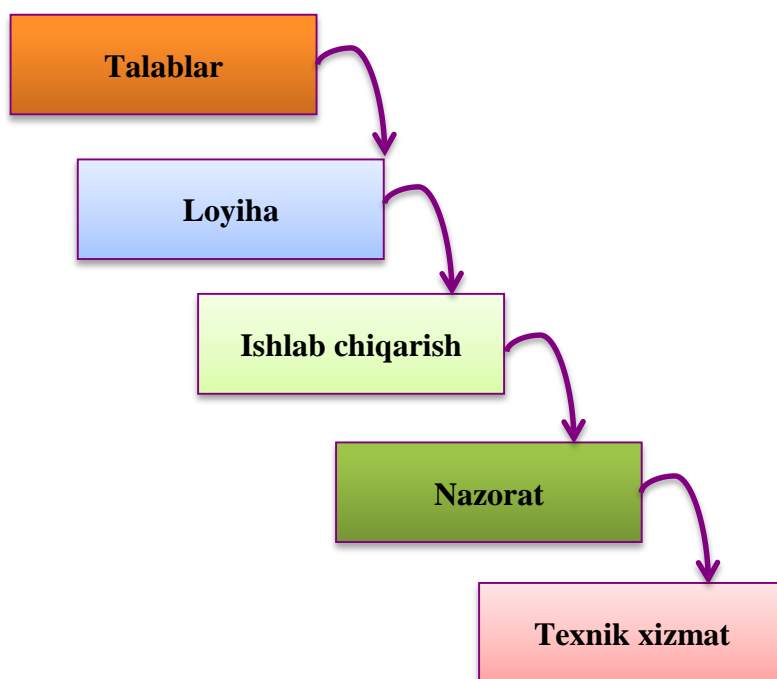 Talablar
Loyiha
Ishlab chiqarish
Nazorat
Texnik xizmat